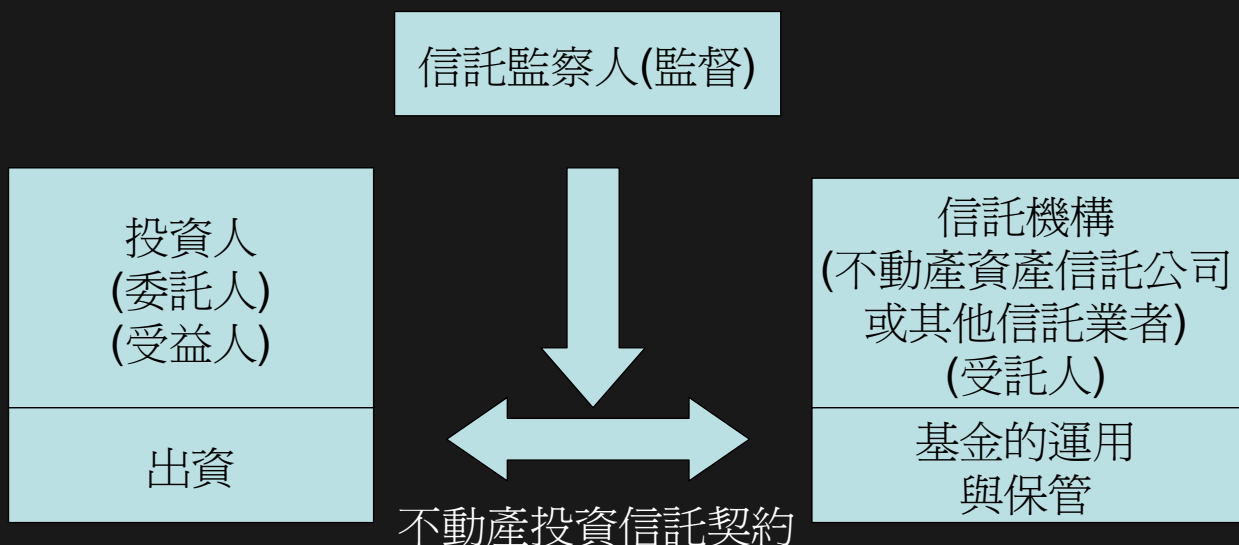 信託監察人(監督)
投資人
(委託人)
(受益人)
出資
信託機構
(不動產資產信託公司
或其他信託業者)
(受託人)
基金的運用
與保管
不動產投資信託契約